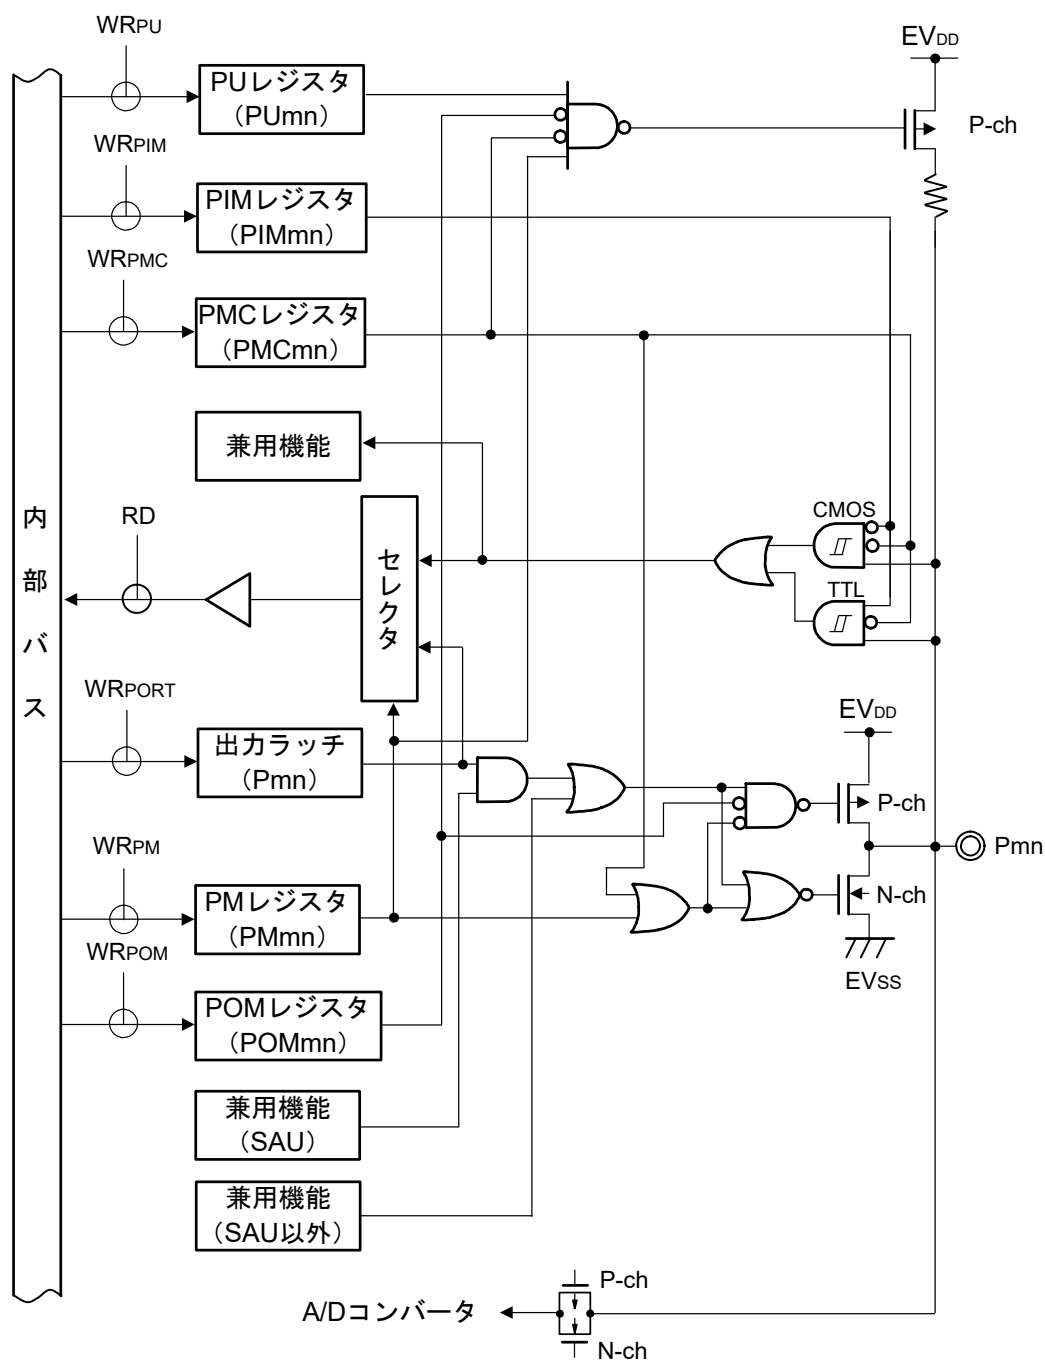 WRPU
EVDD
PUレジスタ
（PUmn）
P-ch
WRPIM
PIMレジスタ
（PIMmn）
WRPMC
PMCレジスタ
（PMCmn）
兼用機能
内部バス
RD
セレクタ
CMOS
TTL
WRPORT
出力ラッチ
（Pmn）
EVDD
P-ch
Pmn
WRPM
PMレジスタ
（PMmn）
N-ch
EVSS
WRPOM
POMレジスタ
（POMmn）
兼用機能
（SAU）
兼用機能
（SAU以外）
P-ch
A/Dコンバータ
N-ch